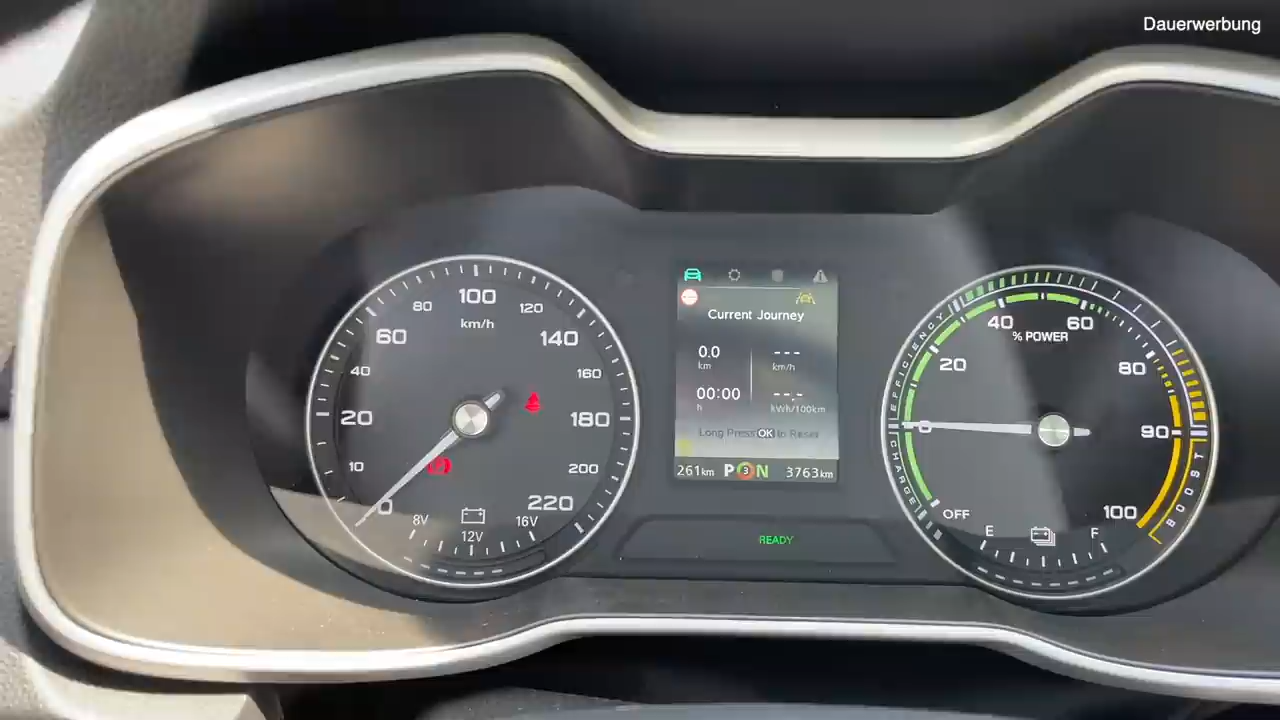 Dauerwerbung
80 100 120
km/h
60 140
40 160
20 180
10 200
0 220
8V 12V 16V
Current Journey
0.0 ---
km km/h
00:00 --.-
h kWh/100km
Long Press OK to Reset
261km P 3 N 3763km
READY
40 60
% POWER
20 80
0 90
OFF 100
EFFICIENCY
CHARGE
BOOST
E F